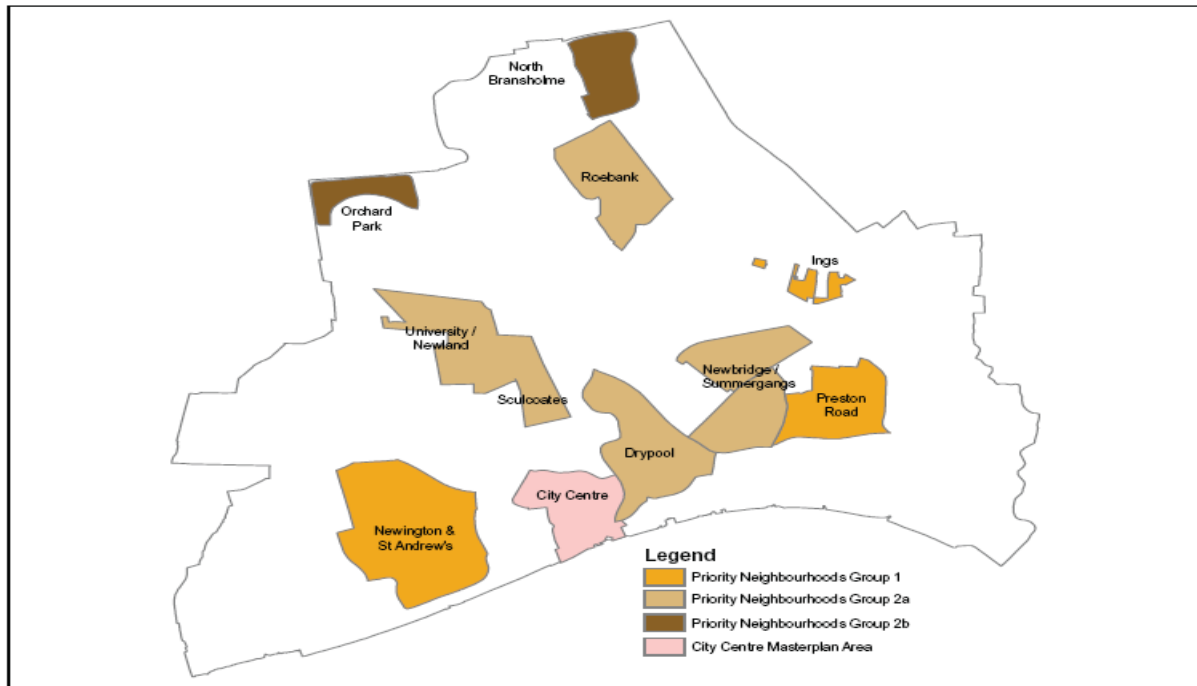 North
Bransholme
Roebank
Orchard
Park
Ings
University /
Newland
Newbridge /
Summergangs
Sculcoates
Preston
Road
Drypool
City Centre
Newington &
St Andrew's
Legend
Priority Neighbourhoods Group 1
Priority Neighbourhoods Group 2a
Priority Neighbourhoods Group 2b
City Centre Masterplan Area